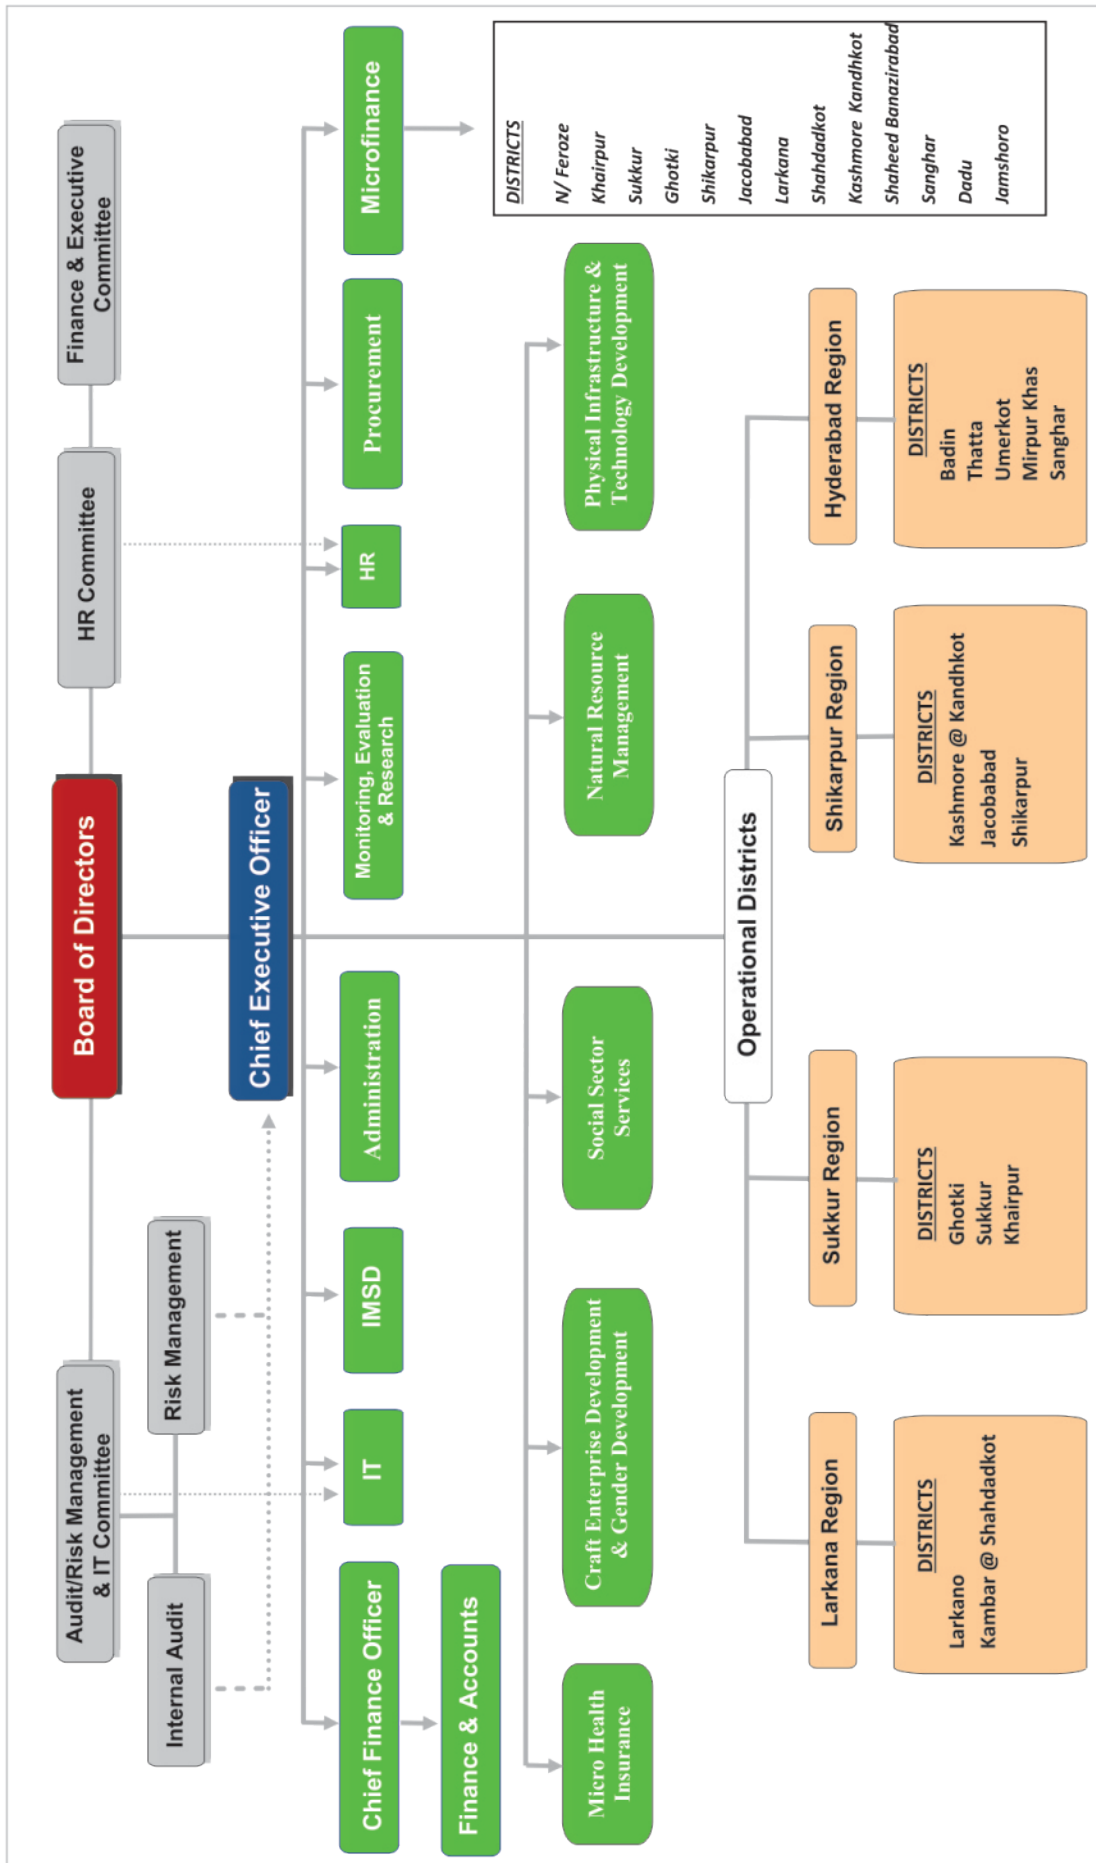 Board of Directors
Audit/Risk Management
& IT Committee
HR Committee
Finance & Executive
Committee
Internal Audit
Risk Management
Chief Executive Officer
Chief Finance Officer
IT
IMSD
Administration
Monitoring, Evaluation
& Research
HR
Procurement
Microfinance
Finance & Accounts
DISTRICTS
N/ Feroze
Khairpur
Sukkur
Ghotki
Shikarpur
Jacobabad
Larkana
Shahdadkot
Kashmore Kandhkot
Shaheed Banazirabad
Sanghar
Dadu
Jamshoro
Micro Health
Insurance
Craft Enterprise Development
& Gender Development
Social Sector
Services
Natural Resource
Management
Physical Infrastructure &
Technology Development
Operational Districts
Larkana Region
DISTRICTS
Larkano
Kambar @ Shahdadkot
Sukkur Region
DISTRICTS
Ghotki
Sukkur
Khairpur
Shikarpur Region
DISTRICTS
Kashmore @ Kandhkot
Jacobabad
Shikarpur
Hyderabad Region
DISTRICTS
Badin
Thatta
Umerkot
Mirpur Khas
Sanghar